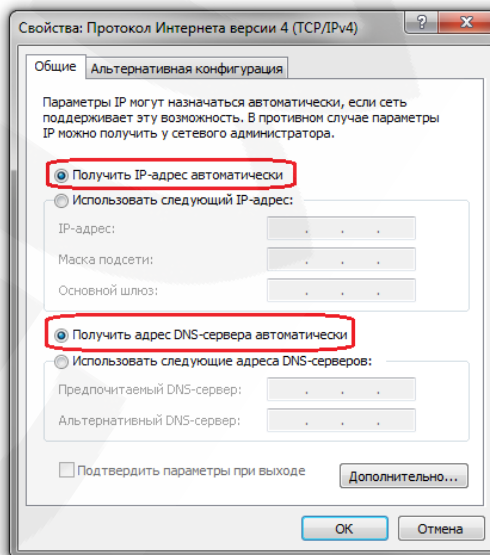 Свойства: Протокол Интернета версии 4 (TCP/IPv4)
Общие Альтернативная конфигурация
Параметры IP могут назначаться автоматически, если сеть
поддерживает эту возможность. В противном случае параметры
IP можно получить у сетевого администратора.
Получить IP-адрес автоматически
Использовать следующий IP-адрес:
IP-адрес:
Маска подсети:
Основной шлюз:
Получить адрес DNS-сервера автоматически
Использовать следующие адреса DNS-серверов:
Предпочитаемый DNS-сервер:
Альтернативный DNS-сервер:
Подтвердить параметры при выходе
Дополнительно...
ОК Отмена